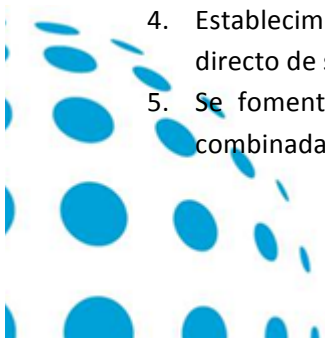 4. Establecim
directo de s
5. Se foment
combinada